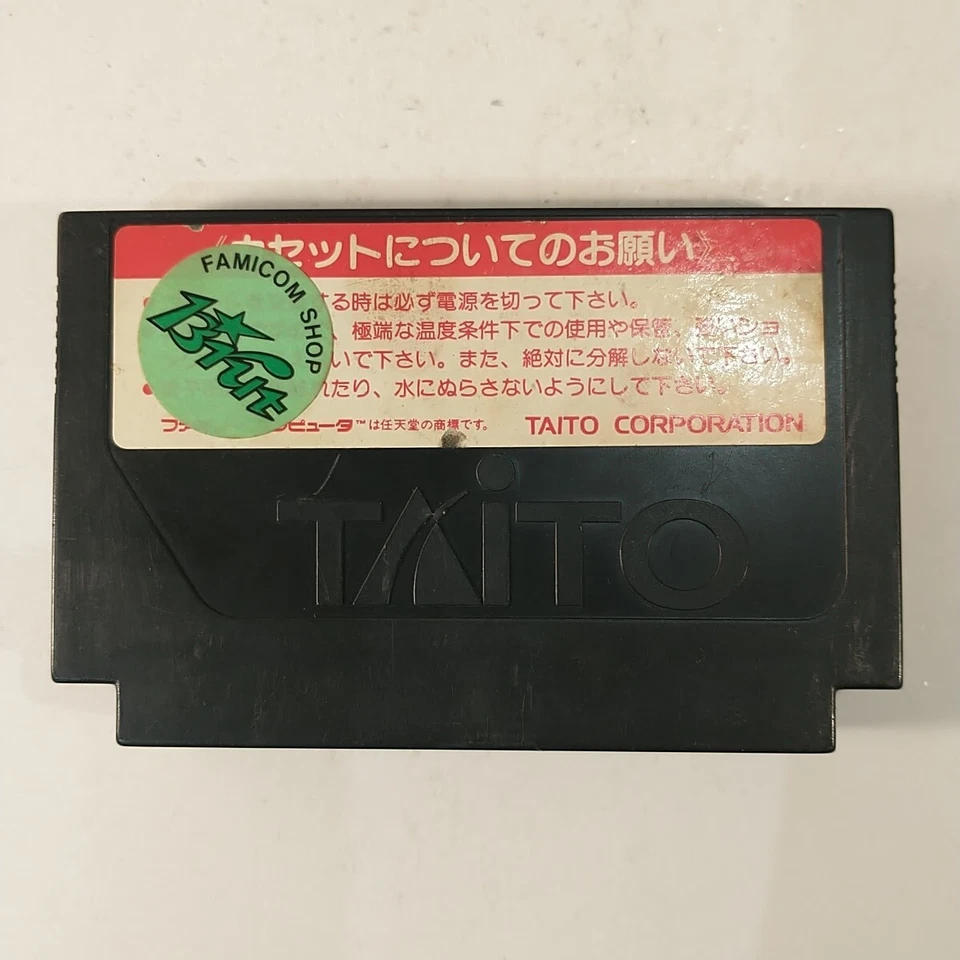 セットについてのお願い》
FAMICOM SHOP
する時は必ず電源を切って下さい。
、極端な温度条件下での使用や保管、
いで下さい。また、絶対に分解しないで下さい。
れたり、水にぬらさないようにして下さい。
ピュータ™は任天堂の商標です。 TAITO CORPORATION
TAITO